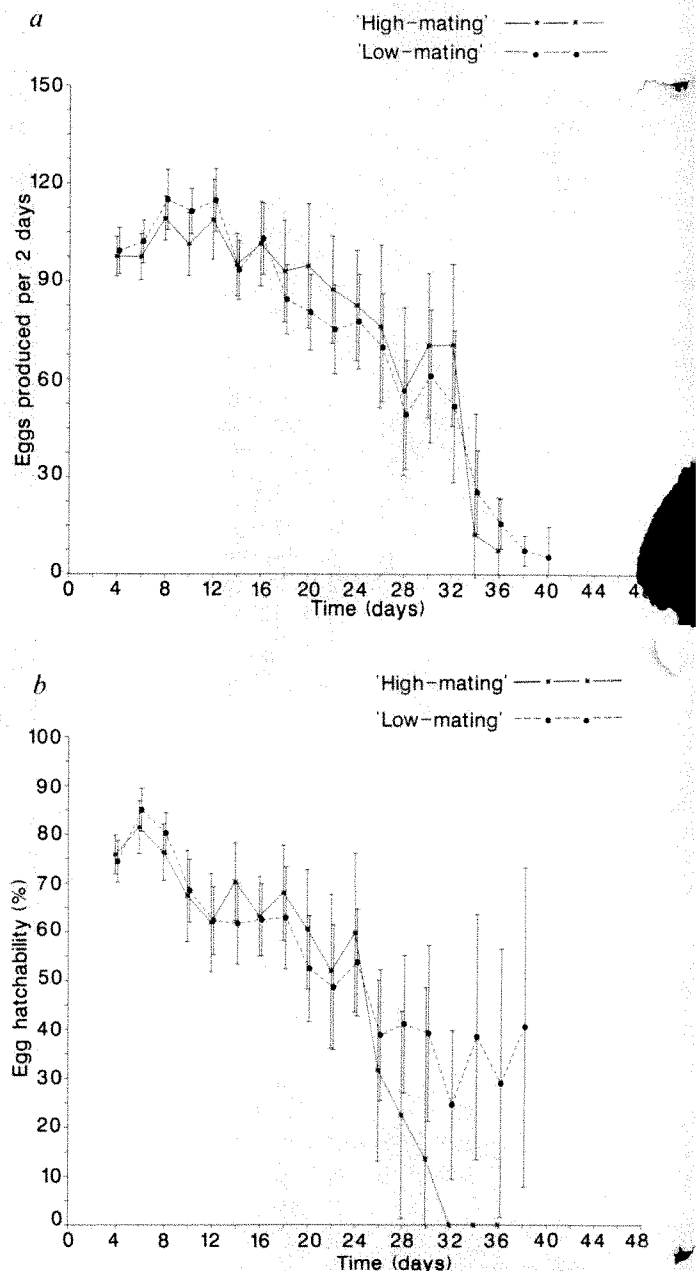 a
'High-mating'
'Low-mating'
150
120
90
60
30
0
Eggs produced per 2 days
0 4 8 12 16 20 24 28 32 36 40 44
Time (days)
b
'High-mating'
'Low-mating'
100
90
80
70
60
50
40
30
20
10
0
Egg hatchability (%)
0 4 8 12 16 20 24 28 32 36 40 44 48
Time (days)